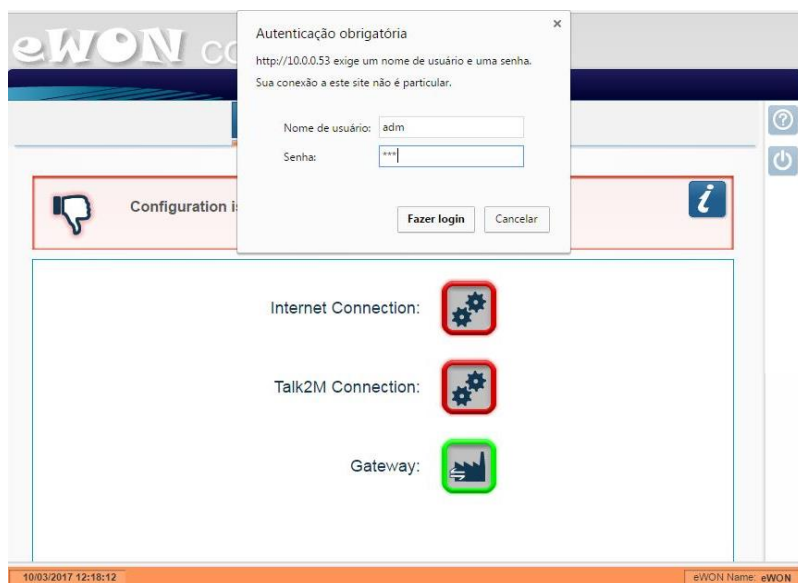 eWON co
Autenticação obrigatória
×
http://10.0.0.53 exige um nome de usuário e uma senha.
Sua conexão a este site não é particular.
Nome de usuário: adm
Senha: ***
Fazer login Cancelar
Configuration i
i
Internet Connection:
Talk2M Connection:
Gateway:
10/03/2017 12:18:12
eWON Name: eWON